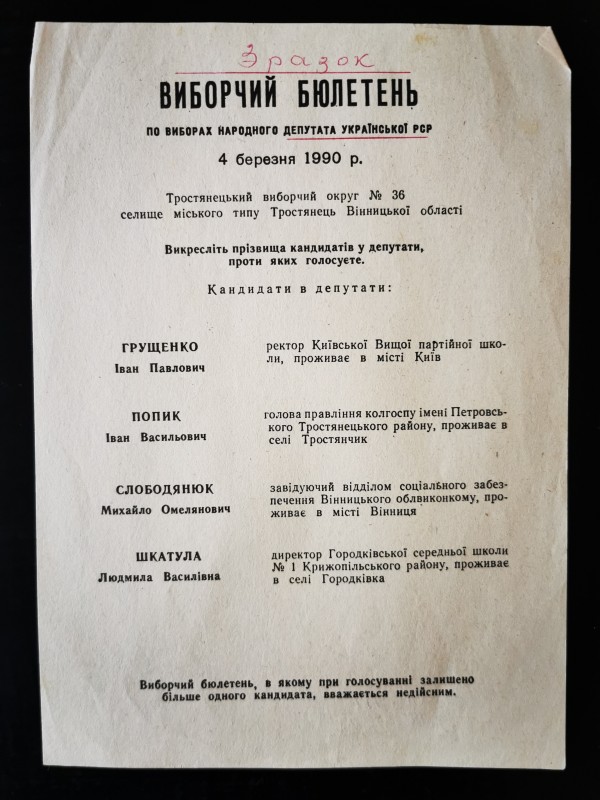 Зразок
ВИБОРЧИЙ БЮЛЕТЕНЬ
ПО ВИБОРАХ НАРОДНОГО ДЕПУТАТА УКРАЇНСЬКОЇ РСР
4 березня 1990 р.
Тростянецький виборчий округ № 36
селище міського типу Тростянець Вінницької області
Викресліть прізвища кандидатів у депутати,
проти яких голосуєте.
Кандидати в депутати:
ГРУЩЕНКО
Іван Павлович
ректор Київської Вищої партійної шко-
ли, проживає в місті Київ
ПОПИК
Іван Васильович
голова правління колгоспу імені Петровсь-
кого Тростянецького району, проживає в
селі Тростянчик
СЛОБОДЯНЮК
Михайло Омелянович
завідуючий відділом соціального забез-
печення Вінницького облвиконкому, про-
живає в місті Вінниця
ШКАТУЛА
Людмила Василівна
директор Городківської середньої школи
№ 1 Крижопільського району, проживає
в селі Городківка
Виборчий бюлетень, в якому при голосуванні залишено
більше одного кандидата, вважається недійсним.